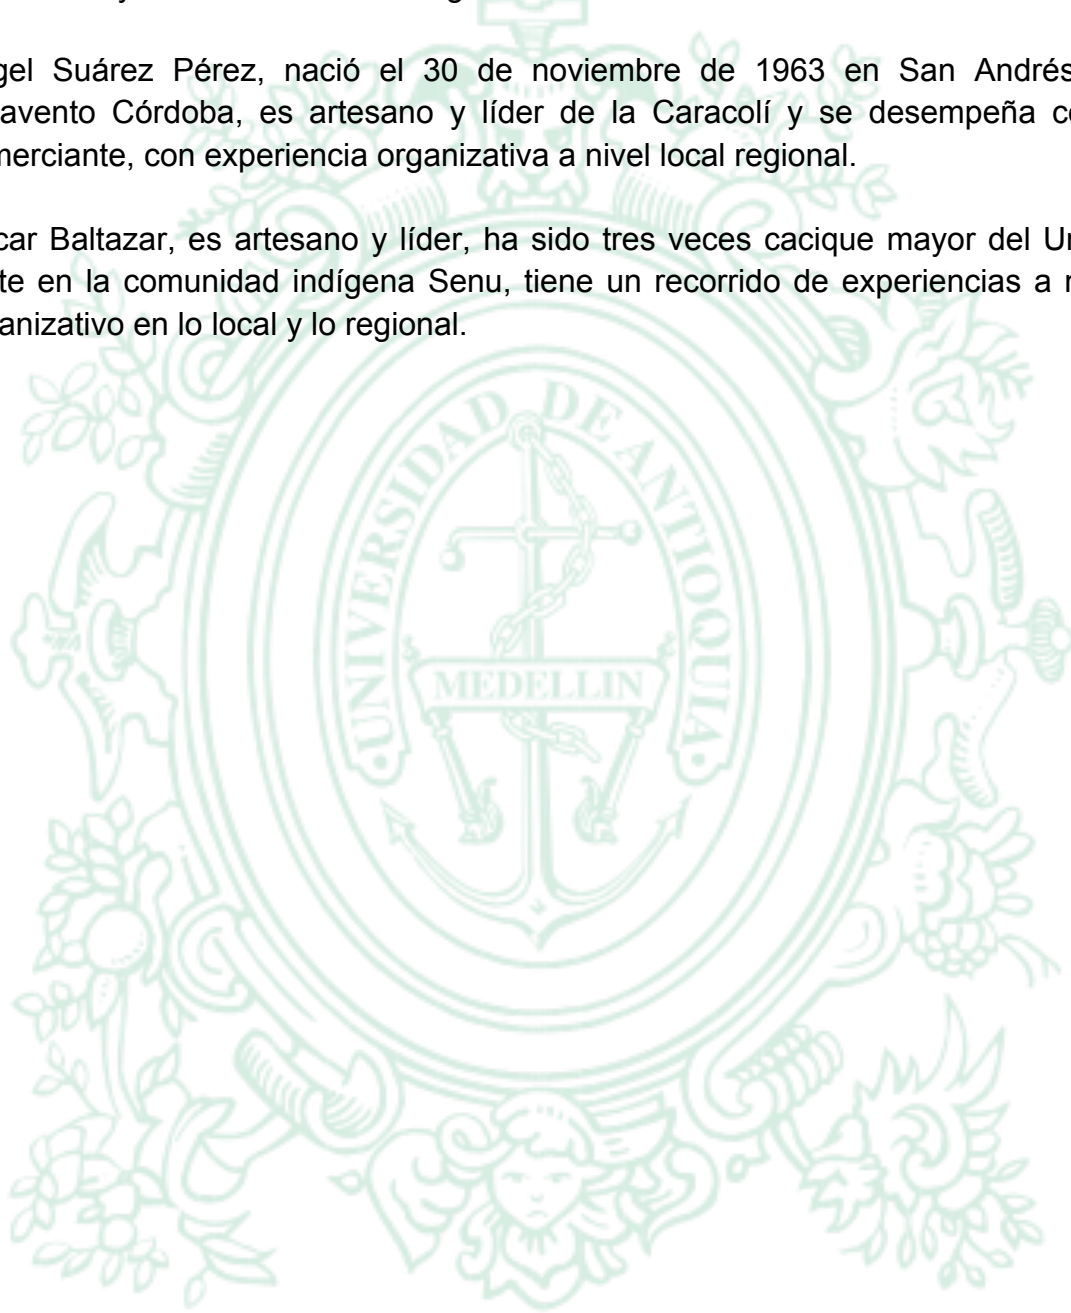 gel Suárez Pérez, nació el 30 de noviembre de 1963 en San Andrés
avento Córdoba, es artesano y líder de la Caracolí y se desempeña co
merciante, con experiencia organizativa a nivel local regional.
car Baltazar, es artesano y líder, ha sido tres veces cacique mayor del Ur
te en la comunidad indígena Senu, tiene un recorrido de experiencias a n
anizativo en lo local y lo regional.
UNIVERSIDAD DE ANTIOQUIA
MEDELLIN